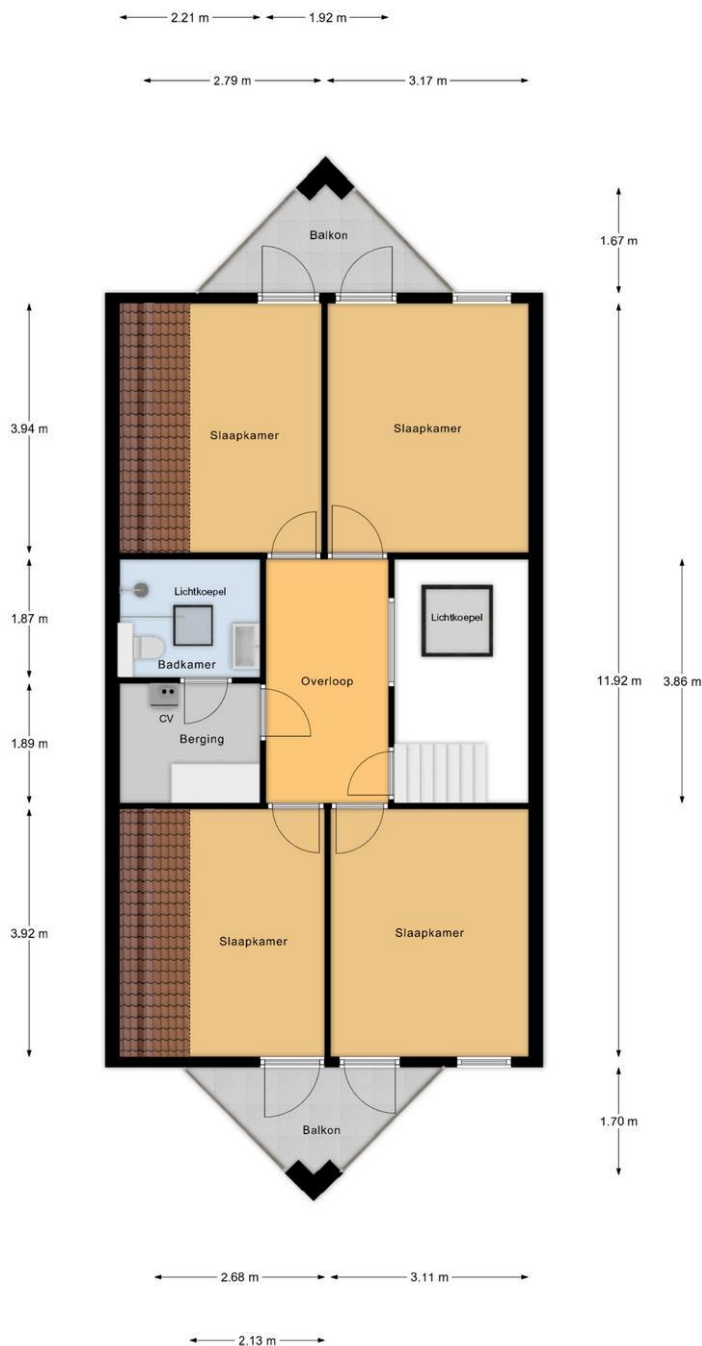 2.21 m 1.92 m
2.79 m 3.17 m
Balkon
1.67 m
3.94 m
Slaapkamer
Slaapkamer
Lichtkoepel
Lichtkoepel
1.87 m
Badkamer
Overloop
11.92 m
3.86 m
CV
Berging
1.89 m
Slaapkamer
Slaapkamer
3.92 m
Balkon
1.70 m
2.68 m 3.11 m
2.13 m